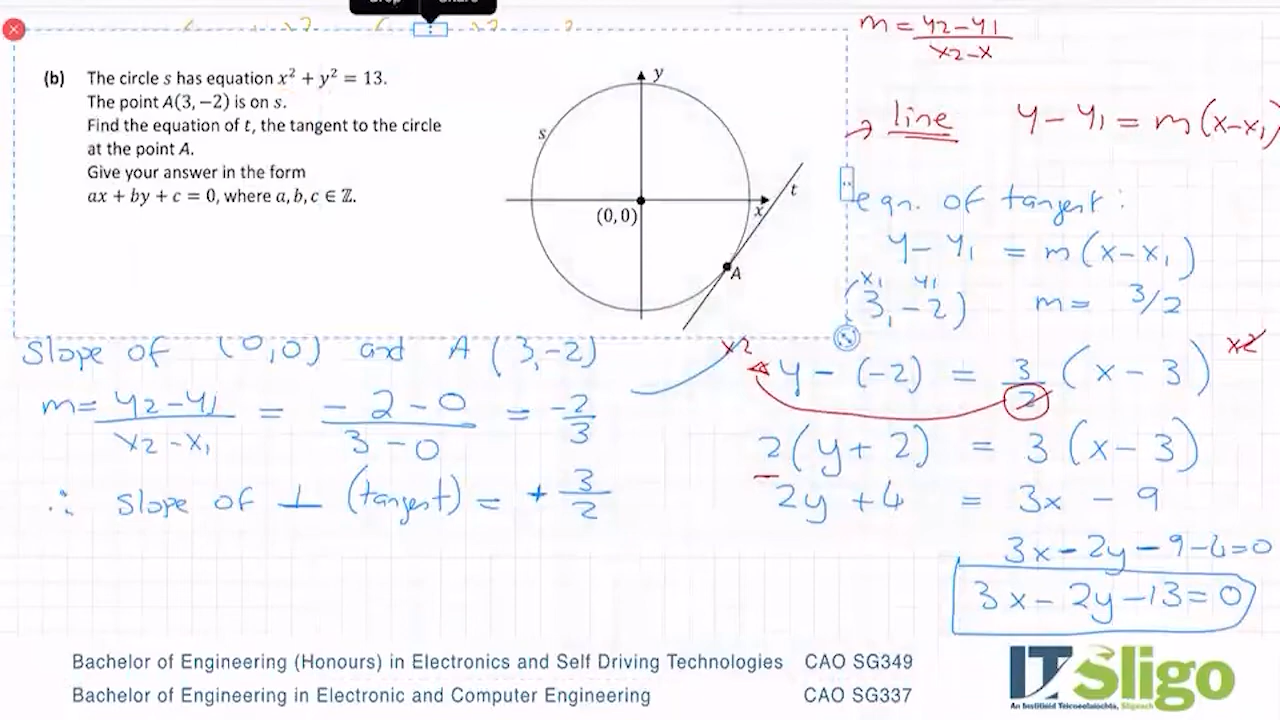 (b) The circle s has equation x² + y² = 13.
The point A(3, −2) is on s.
Find the equation of t, the tangent to the circle
at the point A.
Give your answer in the form
ax + by + c = 0, where a, b, c ∈ ℤ.
y
s
t
x
(0, 0)
A
Slope of (0,0) and A (3,-2)
m = y2-y1 / x2-x1 = -2-0 / 3-0 = -2/3
∴ Slope of ⊥ (tangent) = + 3/2
m = y2-y1 / x2-x
→ line y - y1 = m(x-x1)
eqn. of tangent :
y - y1 = m(x-x1)
x1 y1
(3, -2) m = 3/2
x2 x2
y - (-2) = 3/2 (x - 3)
2(y + 2) = 3(x - 3)
2y + 4 = 3x - 9
3x - 2y - 9 - 4 = 0
3x - 2y - 13 = 0
Bachelor of Engineering (Honours) in Electronics and Self Driving Technologies CAO SG349
Bachelor of Engineering in Electronic and Computer Engineering CAO SG337
IT Sligo
An Institiúid Teicneolaíochta, Sligeach